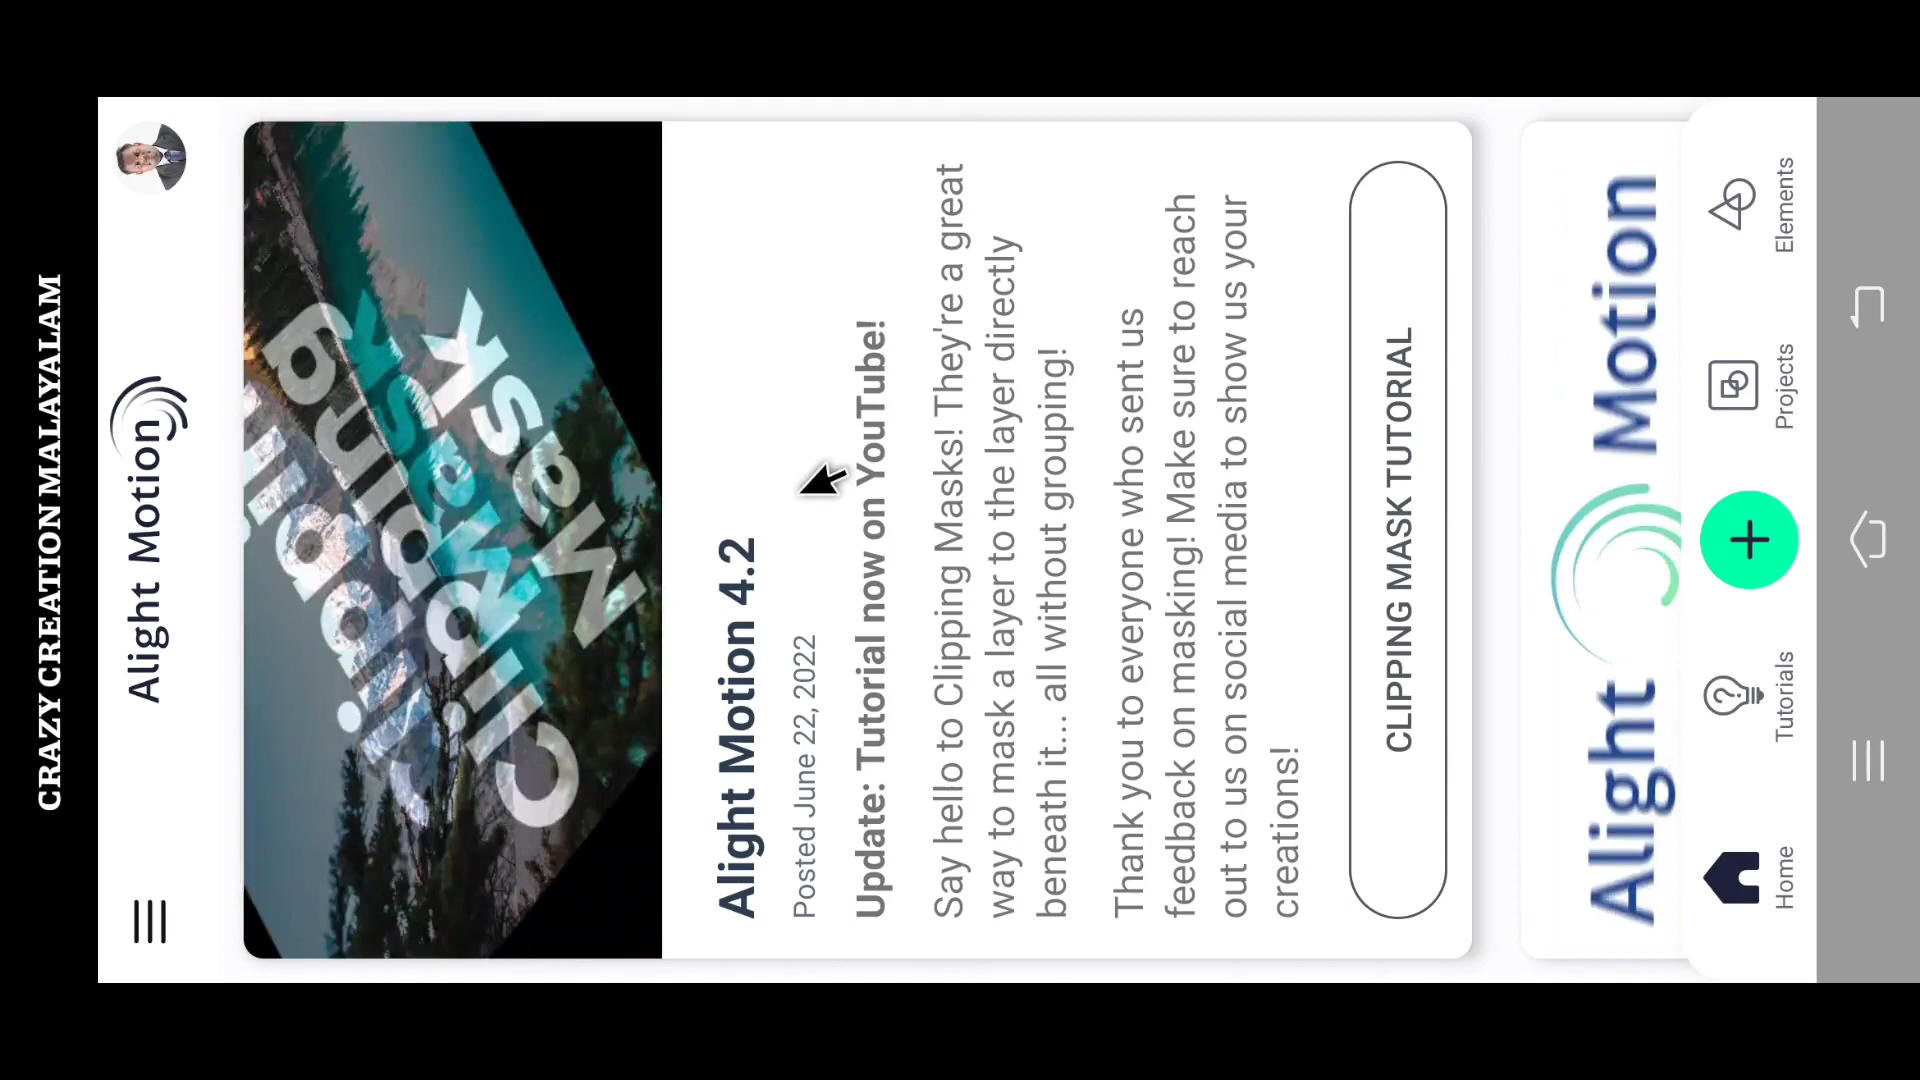 CRAZY CREATION MALAYALAM
Alight Motion
Clipping
Mask
Clipping
Mask
Alight Motion 4.2
Posted June 22, 2022
Update: Tutorial now on YouTube!
Say hello to Clipping Masks! They're a great
way to mask a layer to the layer directly
beneath it... all without grouping!
Thank you to everyone who sent us
feedback on masking! Make sure to reach
out to us on social media to show us your
creations!
CLIPPING MASK TUTORIAL
Alight Motion
Home
Tutorials
Projects
Elements